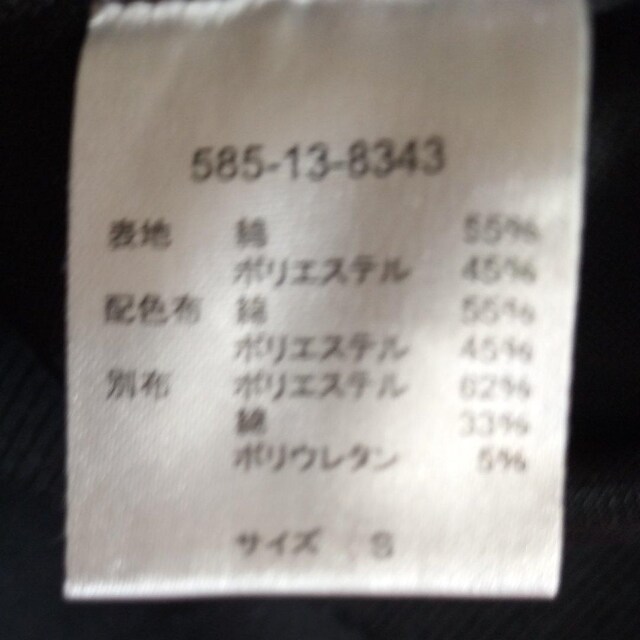 585-13-8343
表地 綿 55%
ポリエステル 45%
配色布 綿 55%
ポリエステル 45%
別布 ポリエステル 62%
綿 33%
ポリウレタン 5%
サイズ S